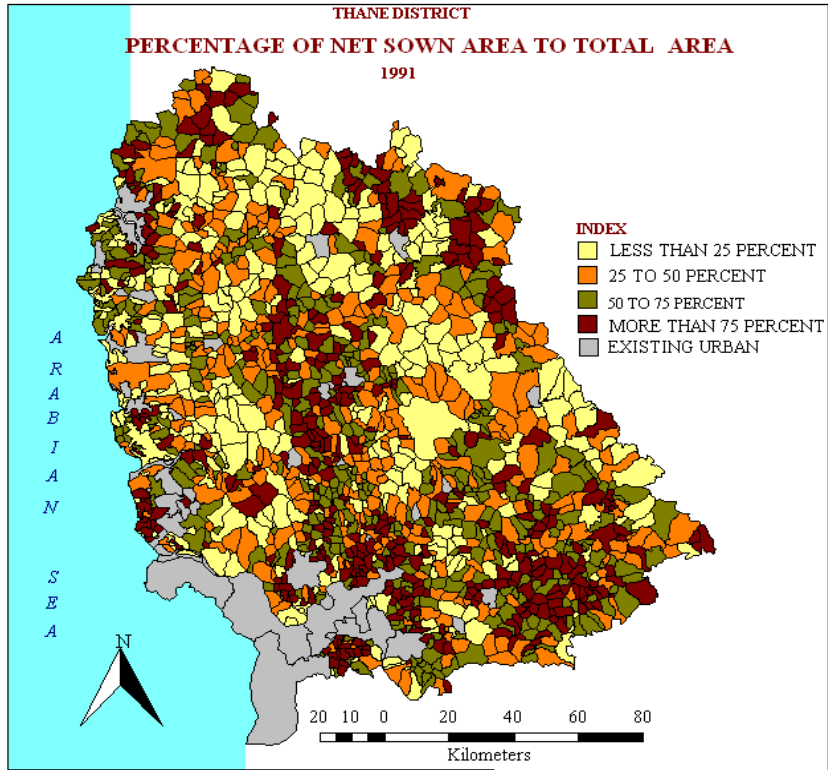 THANE DISTRICT
PERCENTAGE OF NET SOWN AREA TO TOTAL AREA
1991
INDEX
LESS THAN 25 PERCENT
25 TO 50 PERCENT
50 TO 75 PERCENT
MORE THAN 75 PERCENT
EXISTING URBAN
ARABIAN SEA
N
20 10 0 20 40 60 80
Kilometers